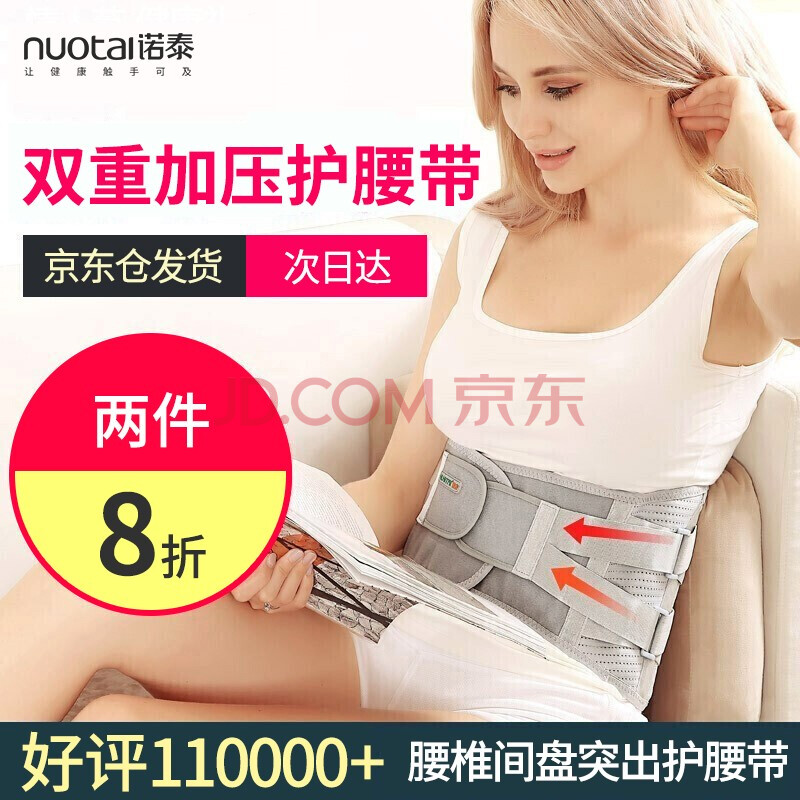 nuotai诺泰
让健康触手可及
双重加压护腰带
京东仓发货 次日达
JD.COM 京东
两件
8折
好评110000+ 腰椎间盘突出护腰带